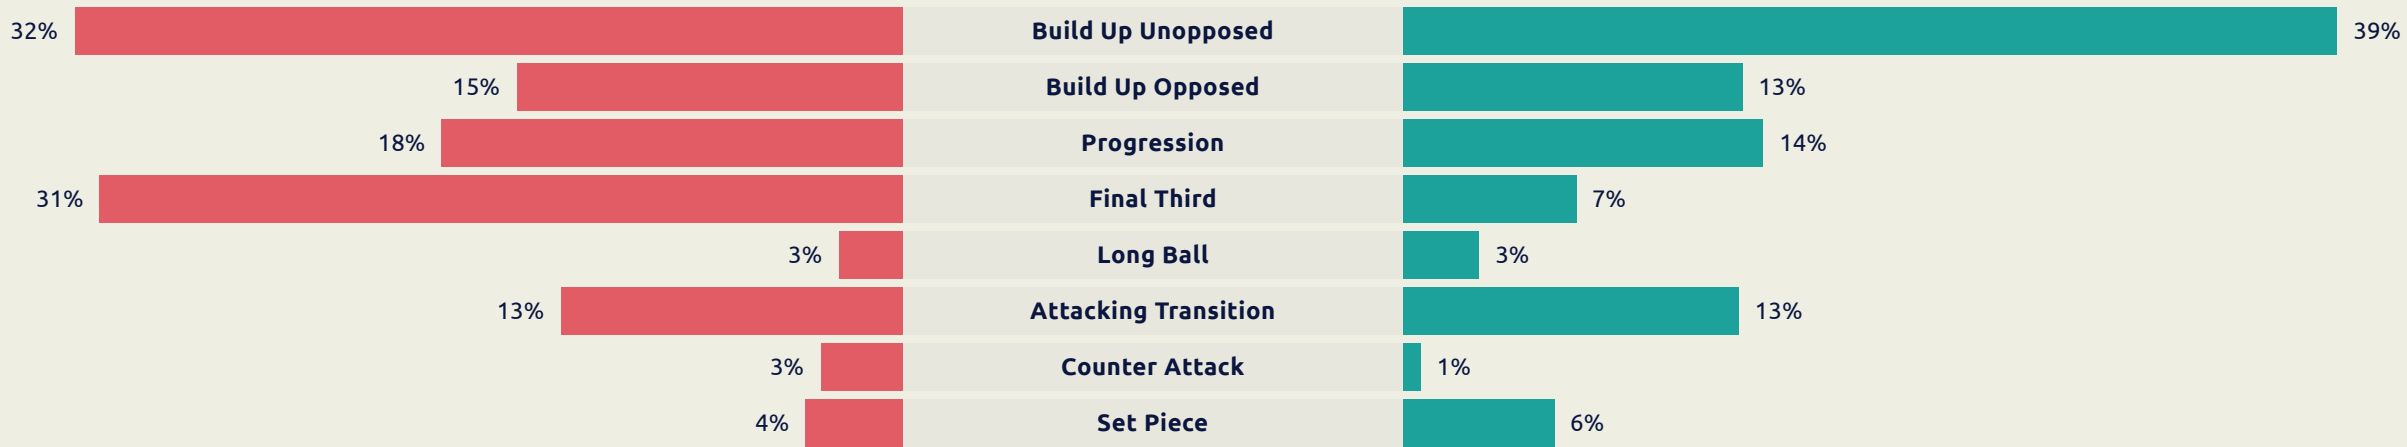 32% Build Up Unopposed 39%
15% Build Up Opposed 13%
18% Progression 14%
31% Final Third 7%
3% Long Ball 3%
13% Attacking Transition 13%
3% Counter Attack 1%
4% Set Piece 6%